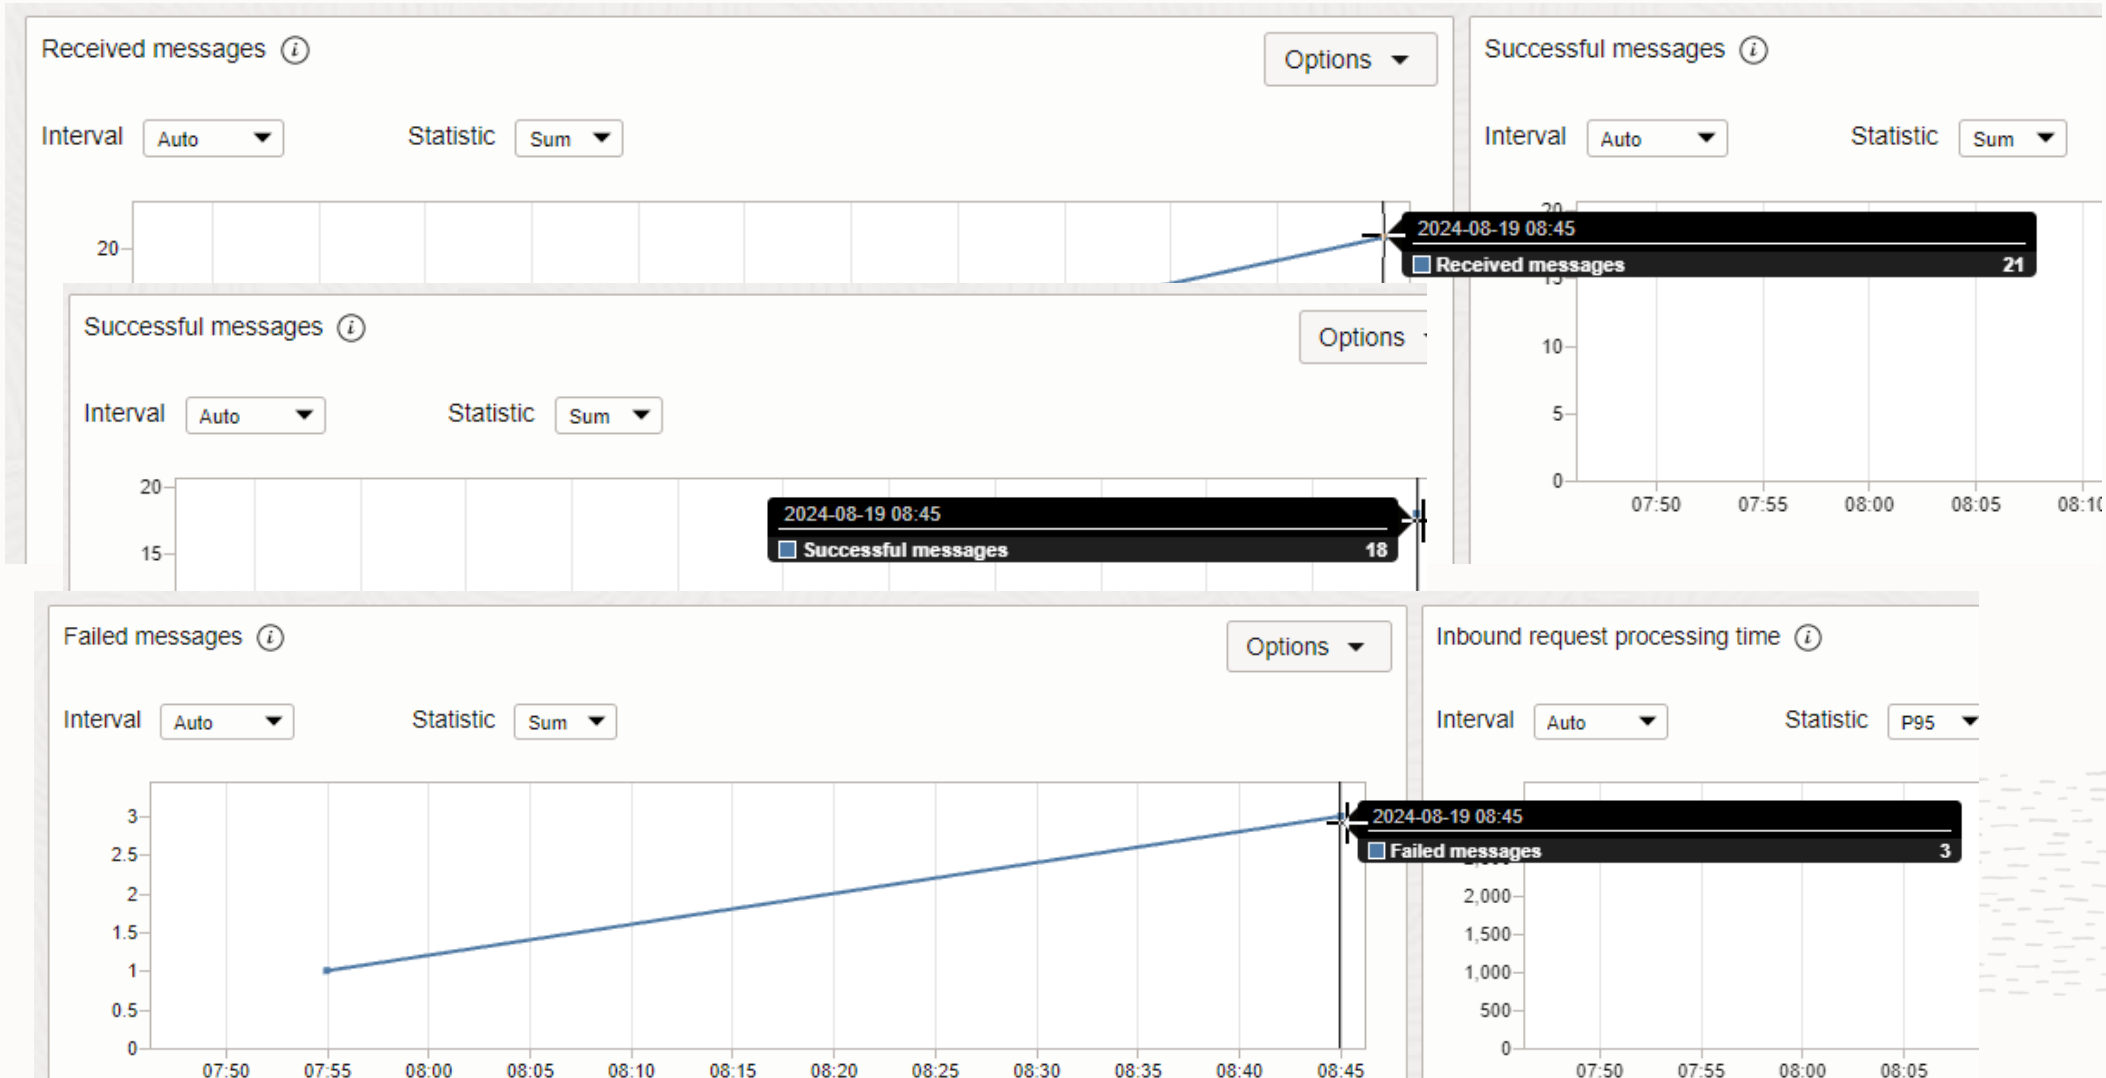 Received messages
Options
Interval Auto Statistic Sum
20
2024-08-19 08:45
Received messages 21
Successful messages
Interval Auto Statistic Sum
20
15
10
5
0
07:50 07:55 08:00 08:05 08:10
Successful messages
Options
Interval Auto Statistic Sum
20
15
2024-08-19 08:45
Successful messages 18
Failed messages
Options
Interval Auto Statistic Sum
3
2.5
2
1.5
1
0.5
0
07:50 07:55 08:00 08:05 08:10 08:15 08:20 08:25 08:30 08:35 08:40 08:45
2024-08-19 08:45
Failed messages 3
Inbound request processing time
Interval Auto Statistic P95
2,000
1,500
1,000
500
0
07:50 07:55 08:00 08:05